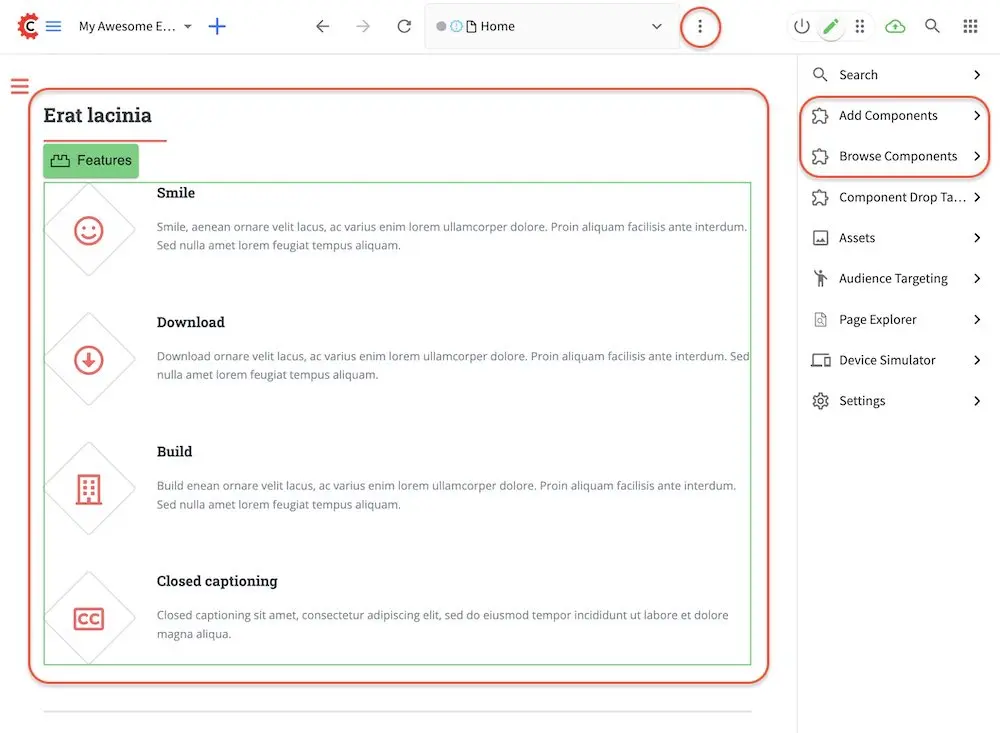 C
My Awesome E...
Home
Search
Add Components
Browse Components
Component Drop Ta...
Assets
Audience Targeting
Page Explorer
Device Simulator
Settings
Erat lacinia
Features
Smile
Smile, aenean ornare velit lacus, ac varius enim lorem ullamcorper dolore. Proin aliquam facilisis ante interdum.
Sed nulla amet lorem feugiat tempus aliquam.
Download
Download ornare velit lacus, ac varius enim lorem ullamcorper dolore. Proin aliquam facilisis ante interdum. Sed
nulla amet lorem feugiat tempus aliquam.
Build
Build enean ornare velit lacus, ac varius enim lorem ullamcorper dolore. Proin aliquam facilisis ante interdum.
Sed nulla amet lorem feugiat tempus aliquam.
CC
Closed captioning
Closed captioning sit amet, consectetur adipiscing elit, sed do eiusmod tempor incididunt ut labore et dolore
magna aliqua.